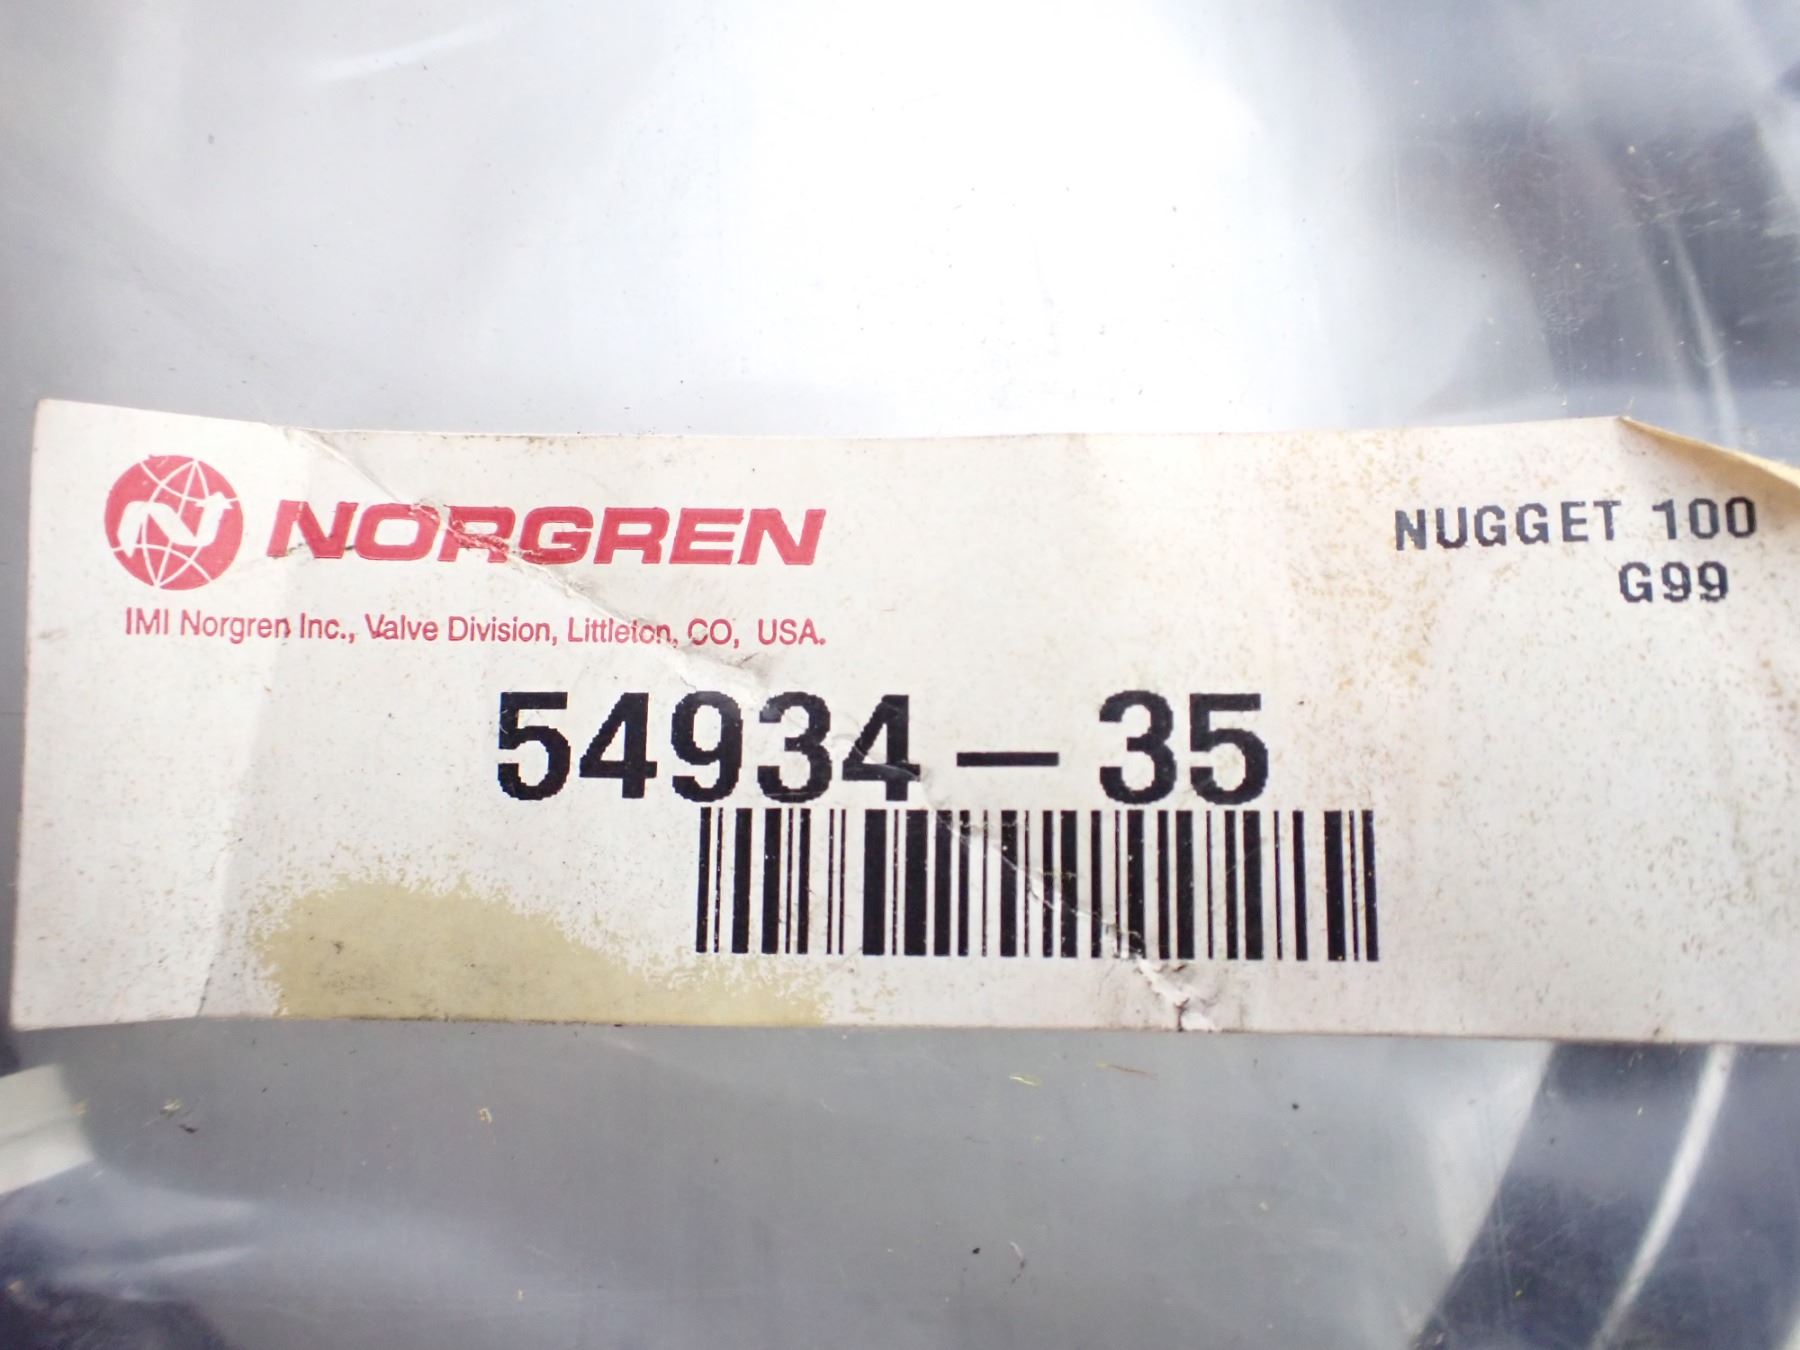 NORGREN
IMI Norgren Inc., Valve Division, Littleton, CO, USA.
NUGGET 100
G99
54934-35